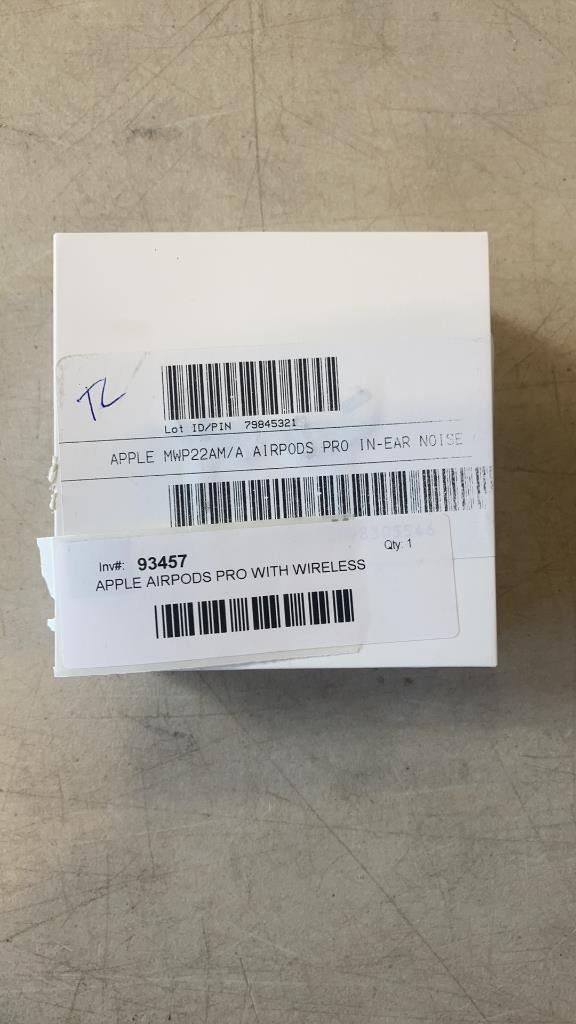 TL
Lot ID/PIN 79845321
APPLE MWP22AM/A AIRPODS PRO IN-EAR NOISE
Inv#: 93457
Qty: 1
APPLE AIRPODS PRO WITH WIRELESS